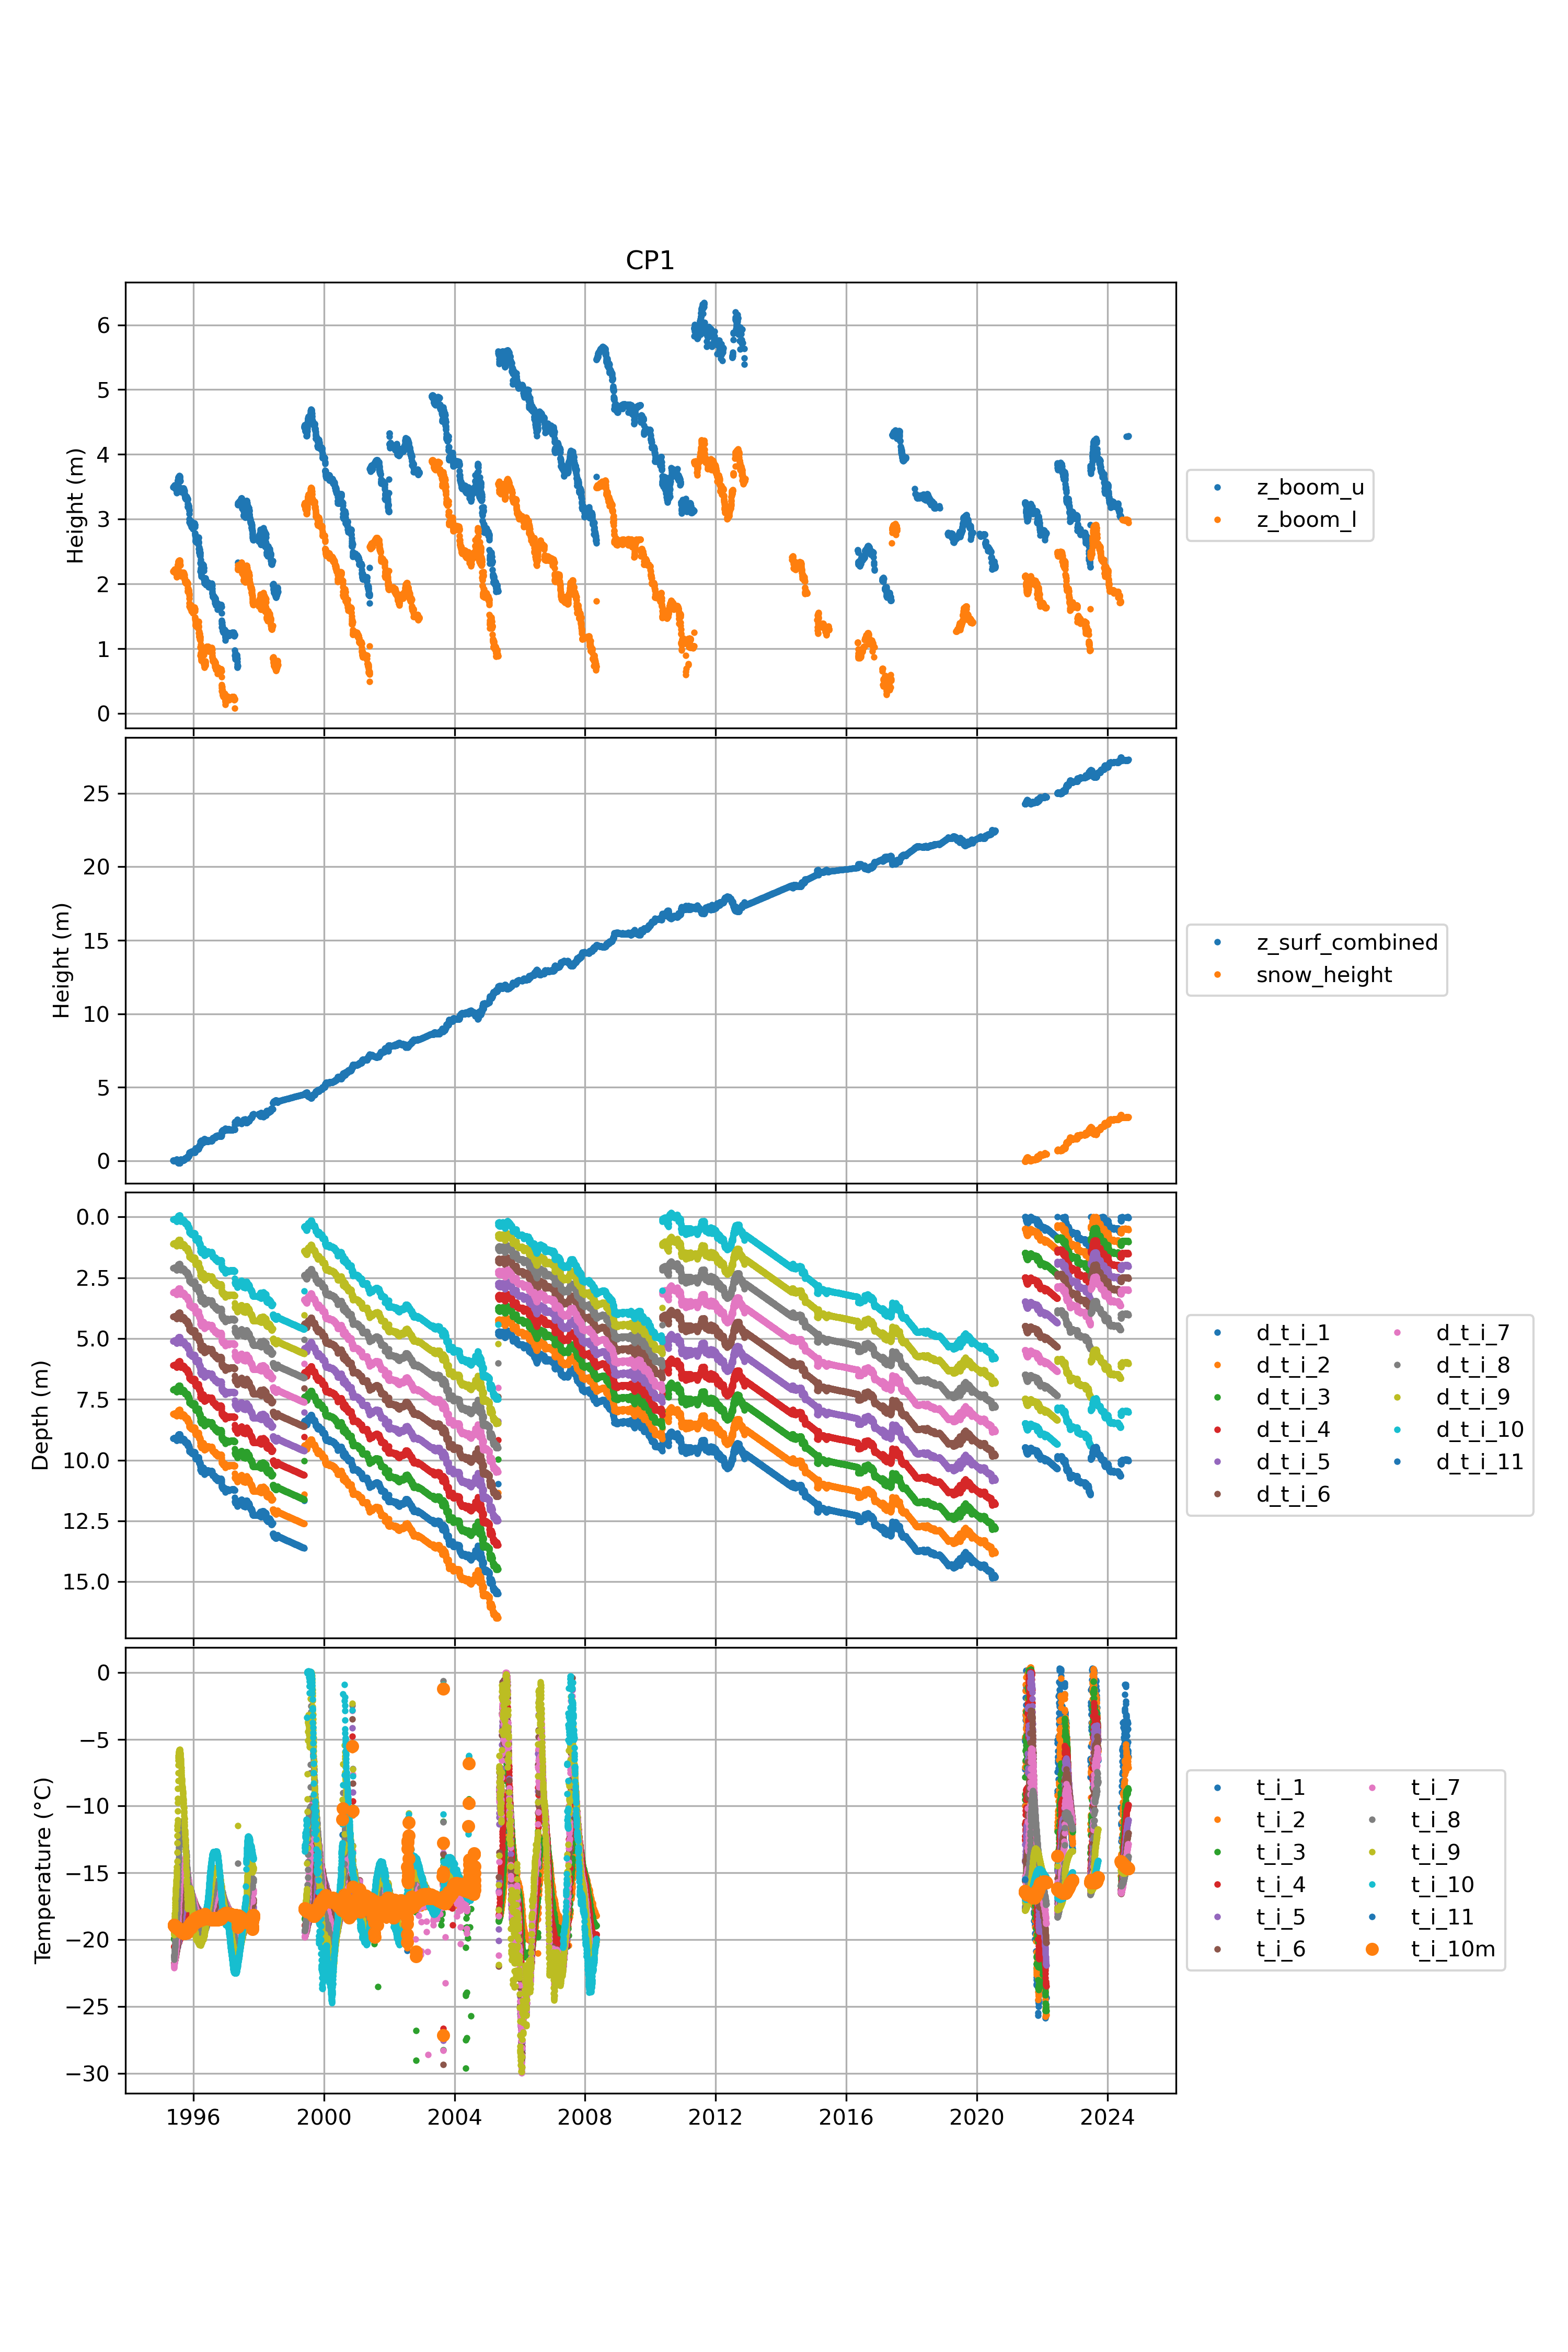 CP1
Height (m)
6
5
4
3
2
1
0
z_boom_u
z_boom_l
Height (m)
25
20
15
10
5
0
z_surf_combined
snow_height
Depth (m)
0.0
2.5
5.0
7.5
10.0
12.5
15.0
d_t_i_1 d_t_i_7
d_t_i_2 d_t_i_8
d_t_i_3 d_t_i_9
d_t_i_4 d_t_i_10
d_t_i_5 d_t_i_11
d_t_i_6
Temperature (°C)
0
−5
−10
−15
−20
−25
−30
t_i_1 t_i_7
t_i_2 t_i_8
t_i_3 t_i_9
t_i_4 t_i_10
t_i_5 t_i_11
t_i_6 t_i_10m
1996 2000 2004 2008 2012 2016 2020 2024